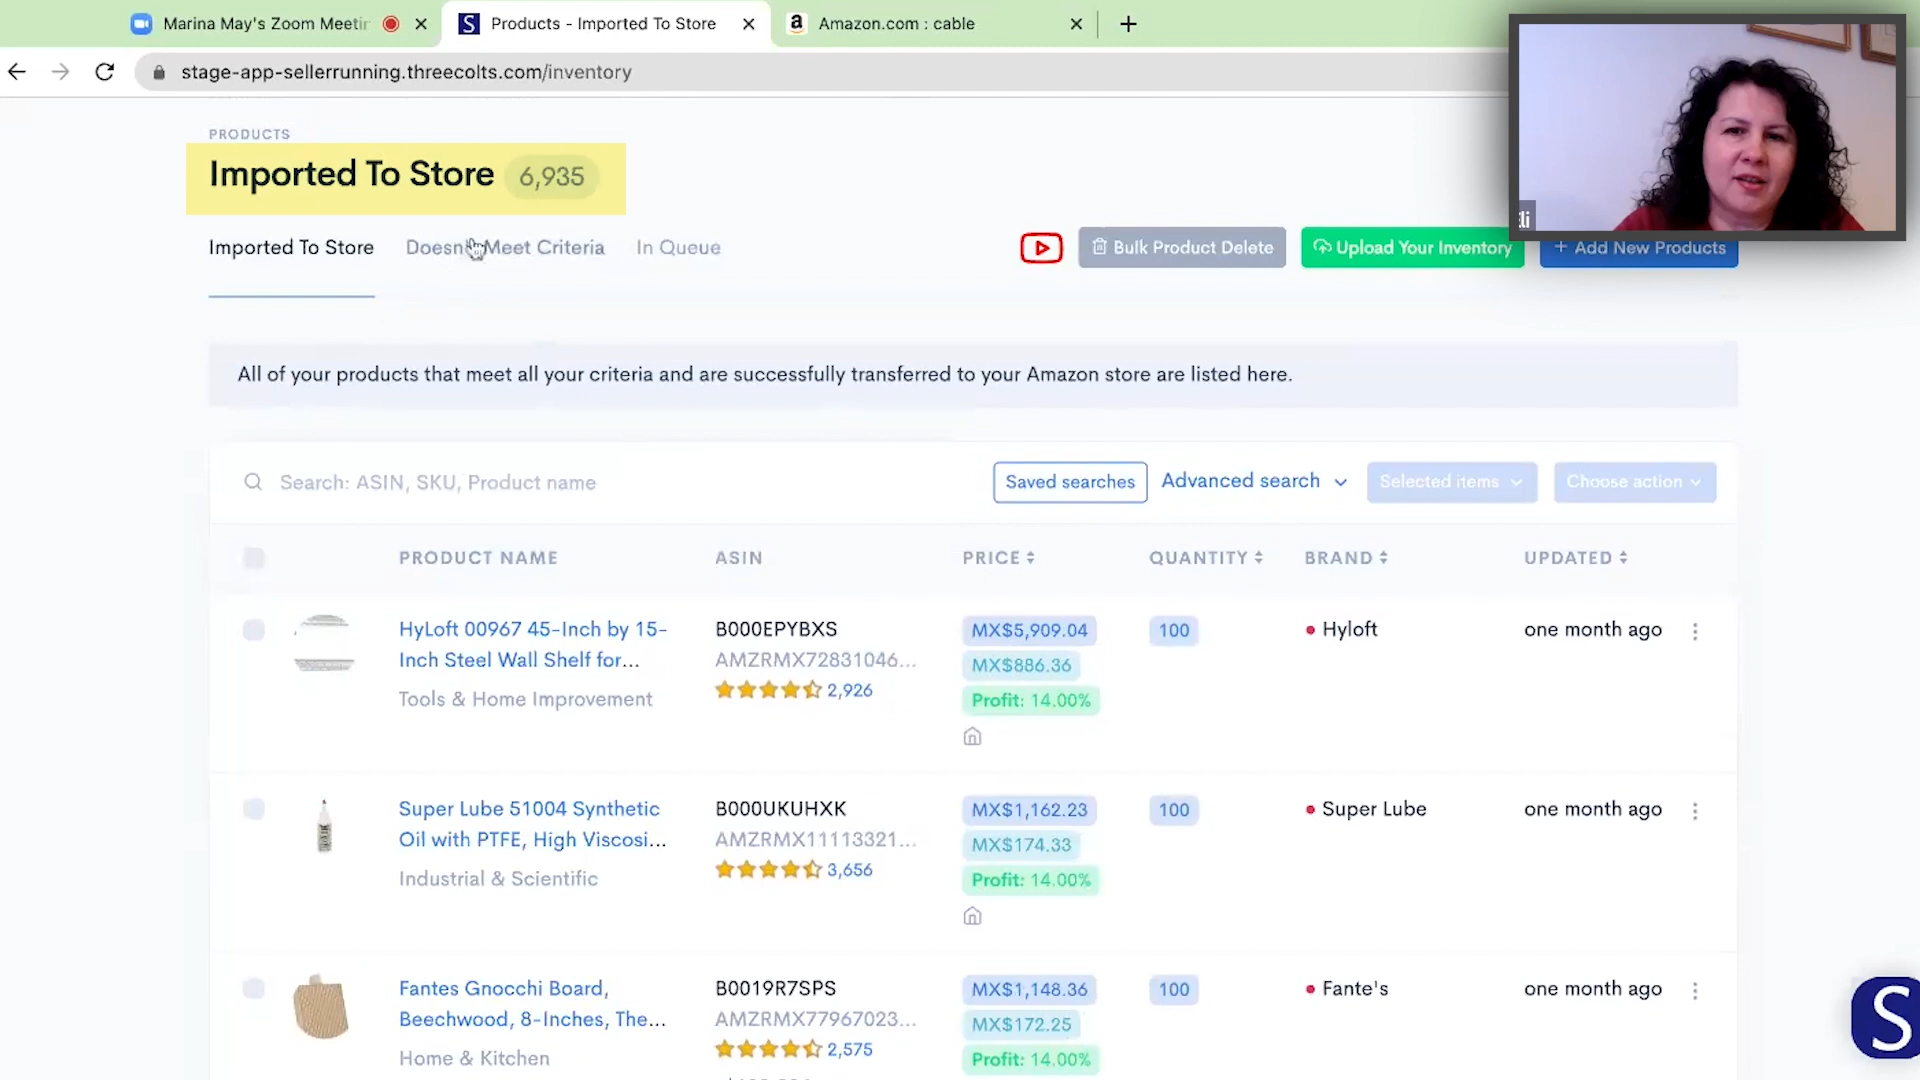 Marina May's Zoom Meetin
Products - Imported To Store
Amazon.com : cable
stage-app-sellerrunning.threecolts.com/inventory
PRODUCTS
Imported To Store 6,935
Imported To Store
Doesn't Meet Criteria
In Queue
Bulk Product Delete
Upload Your Inventory
+ Add New Products
All of your products that meet all your criteria and are successfully transferred to your Amazon store are listed here.
Search: ASIN, SKU, Product name
Saved searches
Advanced search
Selected items
Choose action
PRODUCT NAME
ASIN
PRICE
QUANTITY
BRAND
UPDATED
HyLoft 00967 45-Inch by 15-
Inch Steel Wall Shelf for...
Tools & Home Improvement
B000EPYBXS
AMZRMX72831046...
2,926
MX$5,909.04
MX$886.36
Profit: 14.00%
100
Hyloft
one month ago
Super Lube 51004 Synthetic
Oil with PTFE, High Viscosi...
Industrial & Scientific
B000UKUHXK
AMZRMX11113321...
3,656
MX$1,162.23
MX$174.33
Profit: 14.00%
100
Super Lube
one month ago
Fantes Gnocchi Board,
Beechwood, 8-Inches, The...
Home & Kitchen
B0019R7SPS
AMZRMX77967023...
2,575
MX$1,148.36
MX$172.25
Profit: 14.00%
100
Fante's
one month ago
S